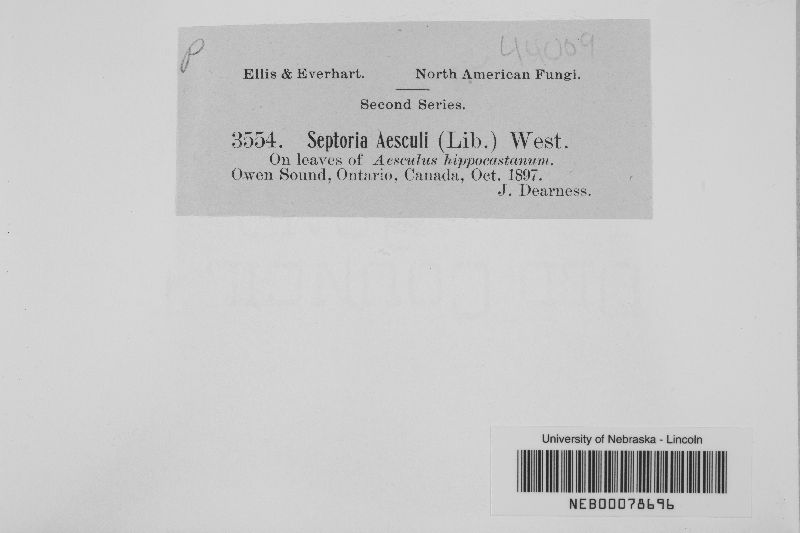 P
44009
Ellis & Everhart. North American Fungi.
Second Series.
3554. Septoria Aesculi (Lib.) West.
On leaves of Aesculus hippocastanum.
Owen Sound, Ontario, Canada, Oct. 1897.
J. Dearness.
University of Nebraska - Lincoln
NEB00078696